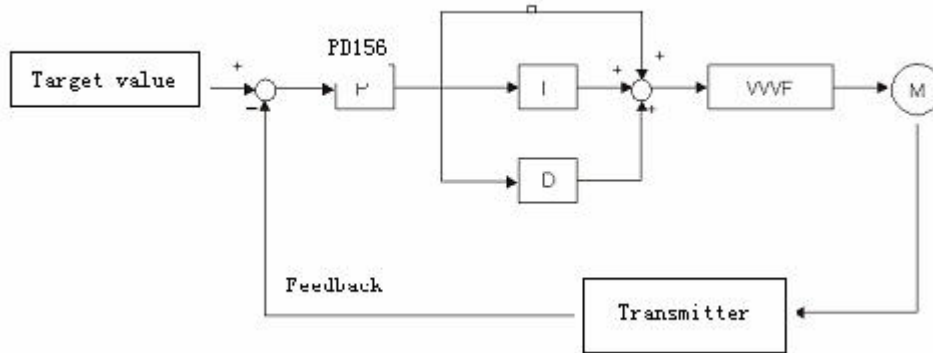 PD156
Target value
+
−
P
I
D
+
+
+
VVVF
M
Feedback
Transmitter